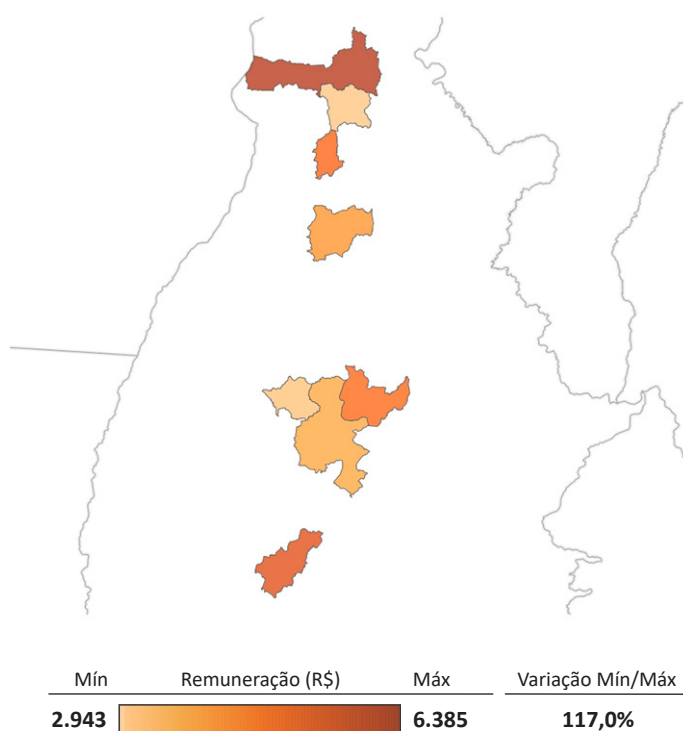 Mín Remuneração (R$) Máx Variação Mín/Máx
2.943 6.385 117,0%